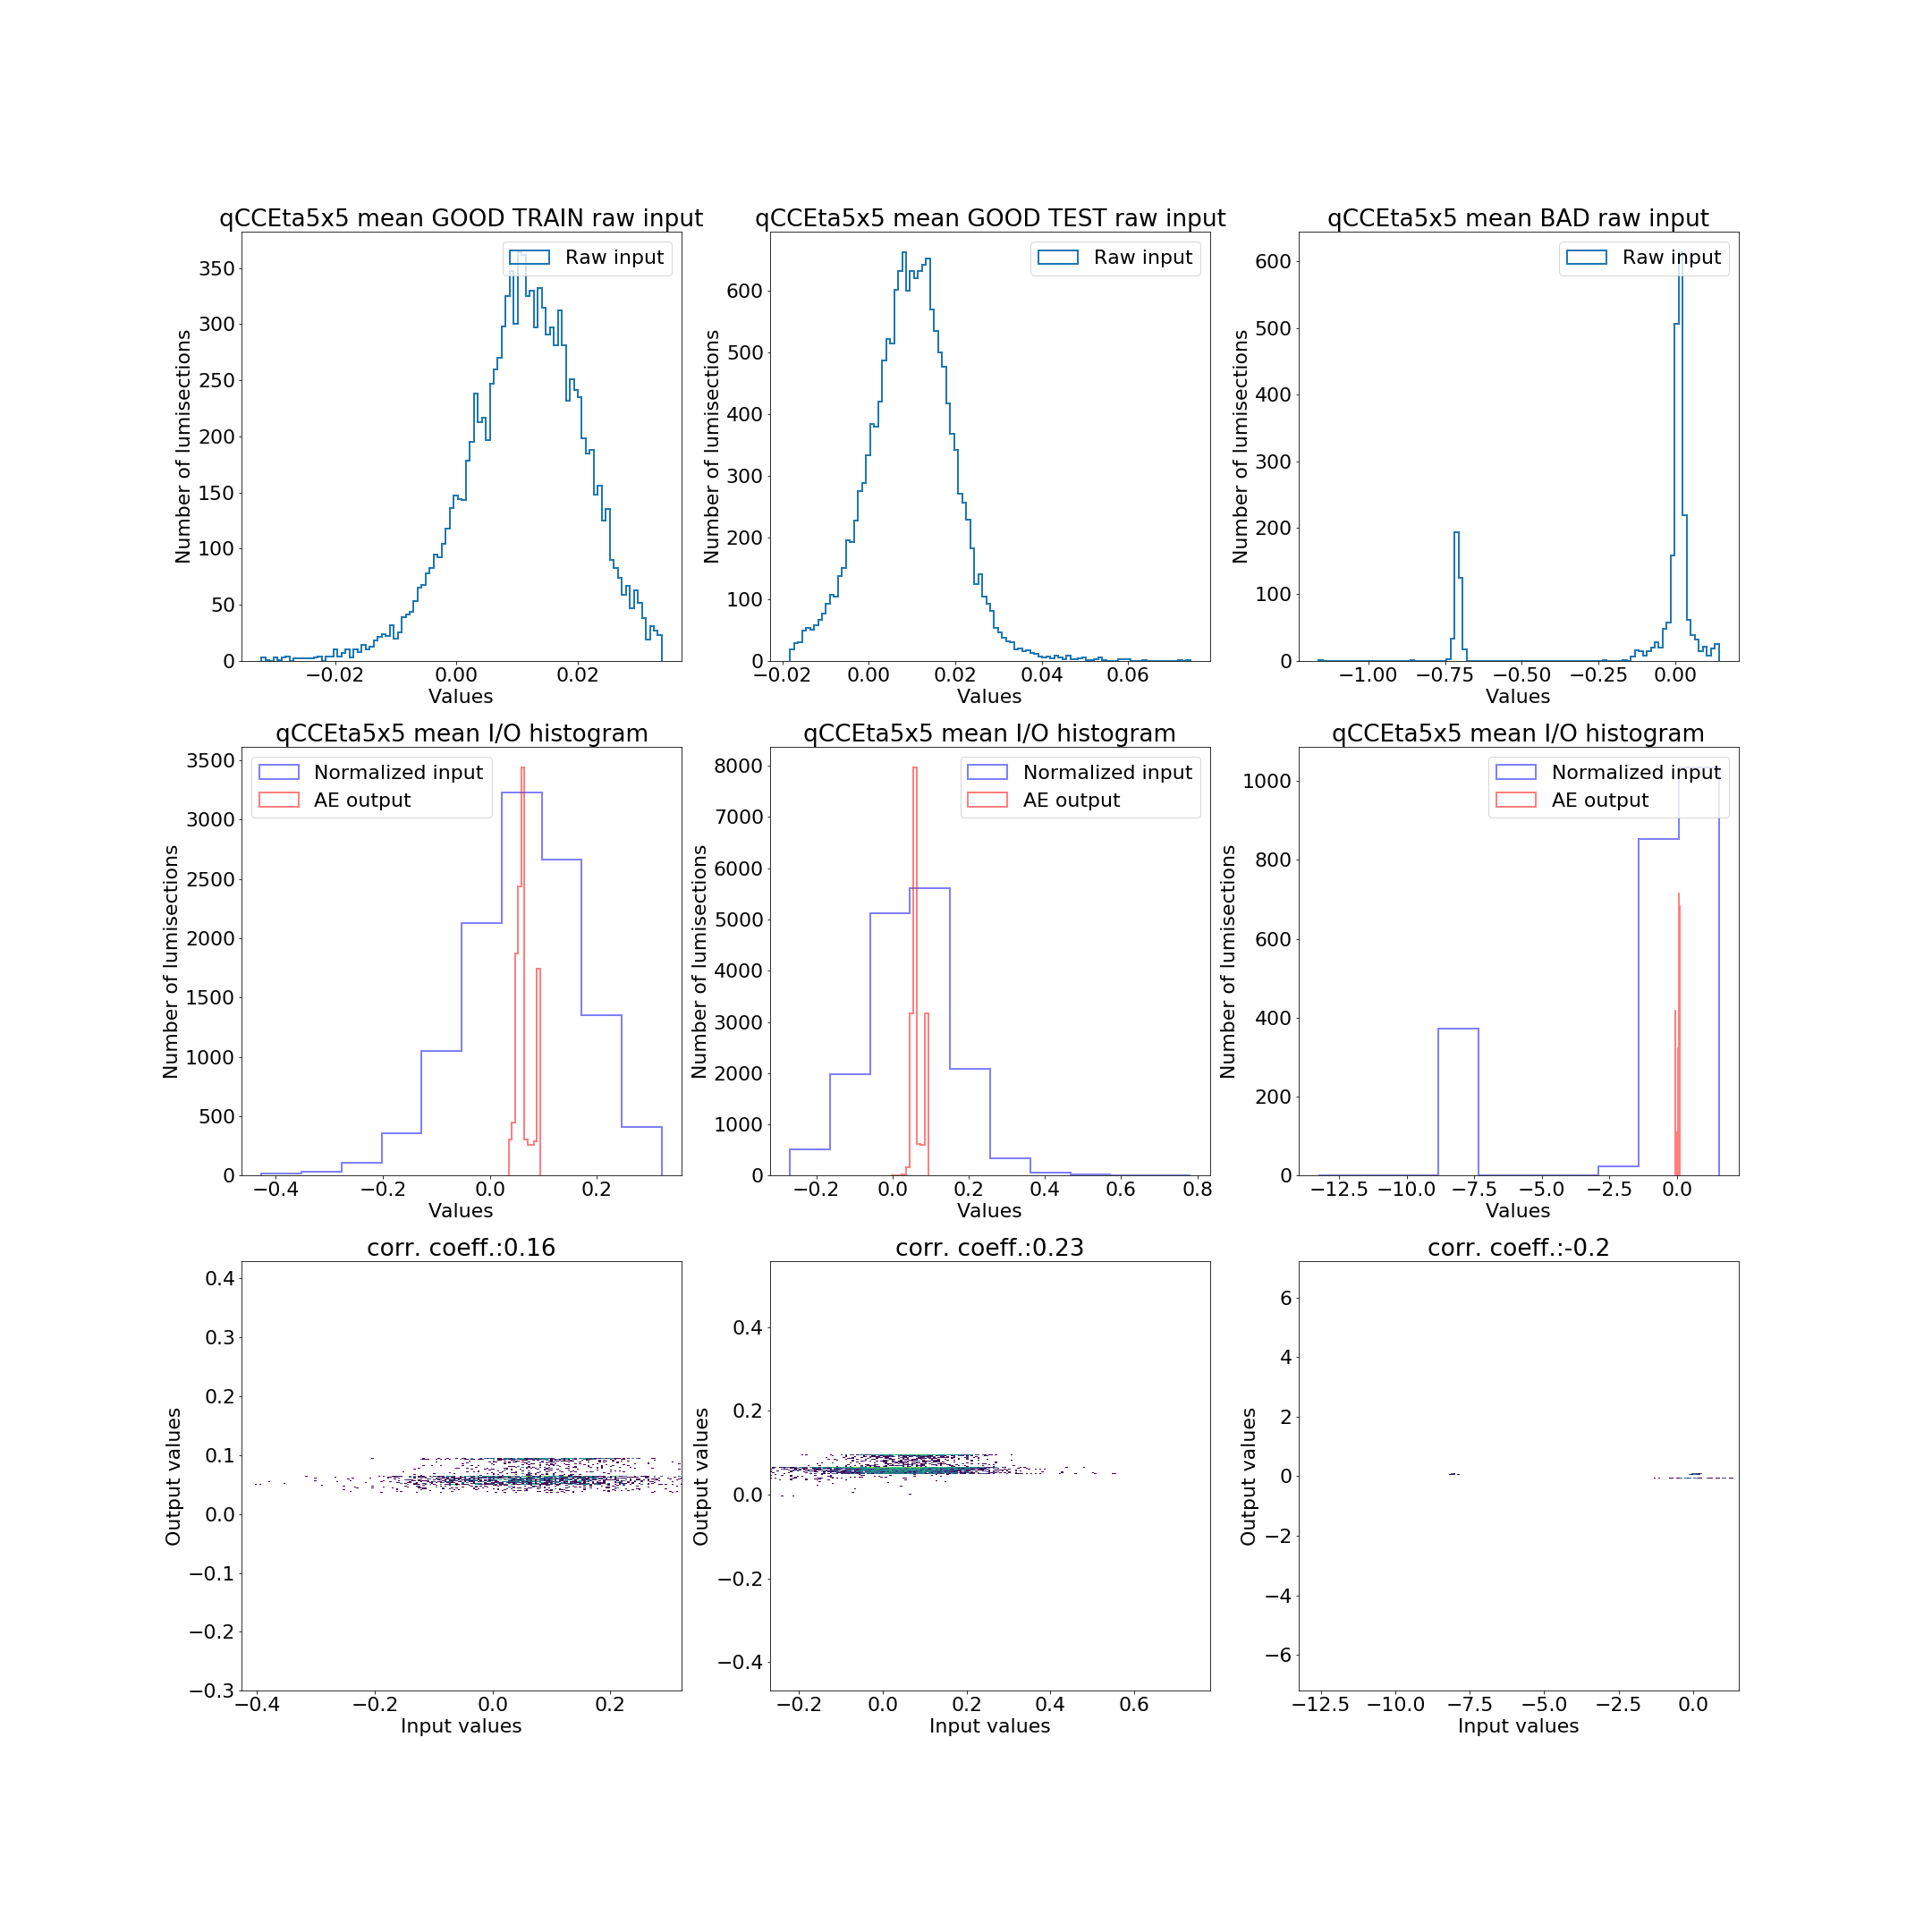 qCCEta5x5 mean GOOD TRAIN raw input
Raw input
350
300
250
200
150
100
50
0
−0.02 0.00 0.02
Values
Number of lumisections
qCCEta5x5 mean GOOD TEST raw input
Raw input
600
500
400
300
200
100
0
−0.02 0.00 0.02 0.04 0.06
Values
Number of lumisections
qCCEta5x5 mean BAD raw input
Raw input
600
500
400
300
200
100
0
−1.00 −0.75 −0.50 −0.25 0.00
Values
Number of lumisections
qCCEta5x5 mean I/O histogram
Normalized input
AE output
3500
3000
2500
2000
1500
1000
500
0
−0.4 −0.2 0.0 0.2
Values
Number of lumisections
qCCEta5x5 mean I/O histogram
Normalized input
AE output
8000
7000
6000
5000
4000
3000
2000
1000
0
−0.2 0.0 0.2 0.4 0.6 0.8
Values
Number of lumisections
qCCEta5x5 mean I/O histogram
Normalized input
AE output
1000
800
600
400
200
0
−12.5 −10.0 −7.5 −5.0 −2.5 0.0
Values
Number of lumisections
corr. coeff.:0.16
0.4
0.3
0.2
0.1
0.0
−0.1
−0.2
−0.3
−0.4 −0.2 0.0 0.2
Input values
Output values
corr. coeff.:0.23
0.4
0.2
0.0
−0.2
−0.4
−0.2 0.0 0.2 0.4 0.6
Input values
Output values
corr. coeff.:-0.2
6
4
2
0
−2
−4
−6
−12.5 −10.0 −7.5 −5.0 −2.5 0.0
Input values
Output values